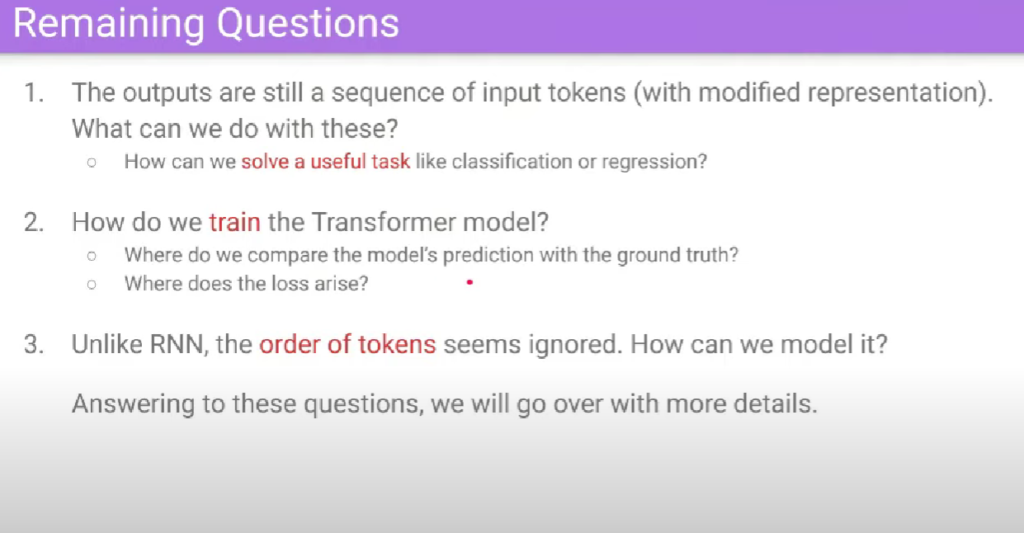 Remaining Questions
1. The outputs are still a sequence of input tokens (with modified representation).
What can we do with these?
○ How can we solve a useful task like classification or regression?
2. How do we train the Transformer model?
○ Where do we compare the model's prediction with the ground truth?
○ Where does the loss arise?
3. Unlike RNN, the order of tokens seems ignored. How can we model it?
Answering to these questions, we will go over with more details.